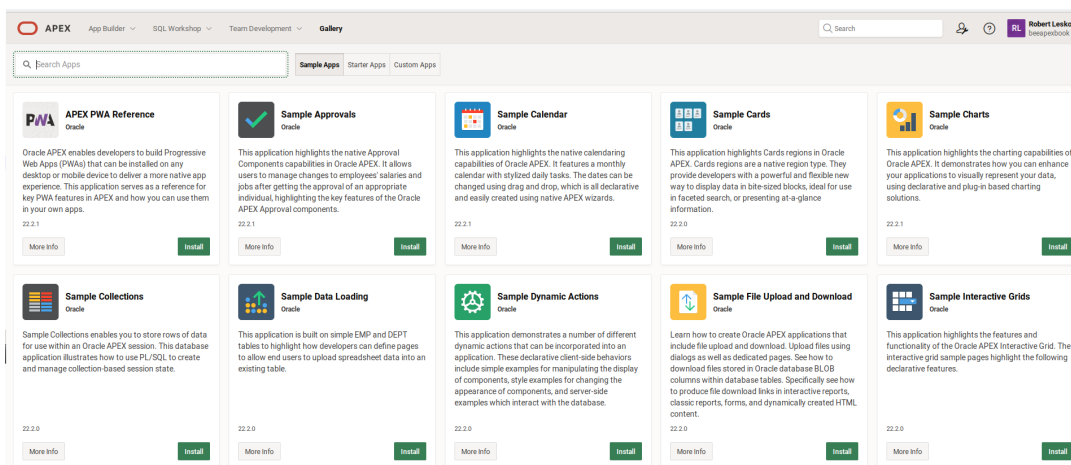 APEX App Builder SQL Workshop Team Development Gallery Search RL Robert Lesko
beeapexbook
Search Apps Sample Apps Starter Apps Custom Apps
PWA
APEX PWA Reference
Oracle
Oracle APEX enables developers to build Progressive
Web Apps (PWAs) that can be installed on any
desktop or mobile device to deliver a more native app
experience. This application serves as a reference for
key PWA features in APEX and how you can use them
in your own apps.
22.2.1
More Info Install
Sample Approvals
Oracle
This application highlights the native Approval
Components capabilities in Oracle APEX. It allows
users to manage changes to employees' salaries and
jobs after getting the approval of an appropriate
individual, highlighting the key features of the Oracle
APEX Approval components.
22.2.1
More Info Install
Sample Calendar
Oracle
This application highlights the native calendaring
capabilities of Oracle APEX. It features a monthly
calendar with stylized daily tasks. The dates can be
changed using drag and drop, which is all declarative
and easily created using native APEX wizards.
22.2.1
More Info Install
Sample Cards
Oracle
This application highlights Cards regions in Oracle
APEX. Cards regions are a native region type. They
provide developers with a powerful and flexible new
way to display data in bite-sized blocks, ideal for use
in faceted search, or presenting at-a-glance
information.
22.2.0
More Info Install
Sample Charts
Oracle
This application highlights the charting capabilities of
Oracle APEX. It demonstrates how you can enhance
your applications to visually represent your data,
using declarative and plug-in based charting
solutions.
22.2.1
More Info Install
Sample Collections
Oracle
Sample Collections enables you to store rows of data
for use within an Oracle APEX session. This database
application illustrates how to use PL/SQL to create
and manage collection-based session state.
22.2.0
More Info Install
Sample Data Loading
Oracle
This application is built on simple EMP and DEPT
tables to highlight how developers can define pages
to allow end users to upload spreadsheet data into an
existing table.
22.2.0
More Info Install
Sample Dynamic Actions
Oracle
This application demonstrates a number of different
dynamic actions that can be incorporated into an
application. These declarative client-side behaviors
include simple examples for manipulating the display
of components, style examples for changing the
appearance of components, and server-side
examples which interact with the database.
22.2.0
More Info Install
Sample File Upload and Download
Oracle
Learn how to create Oracle APEX applications that
include file upload and download. Upload files using
dialogs as well as dedicated pages. See how to
download files stored in Oracle database BLOB
columns within database tables. Specifically see how
to produce file download links in interactive reports,
classic reports, forms, and dynamically created HTML
content.
22.2.0
More Info Install
Sample Interactive Grids
Oracle
This application highlights the features and
functionality of the Oracle APEX Interactive Grid. The
interactive grid sample pages highlight the following
declarative features.
22.2.0
More Info Install